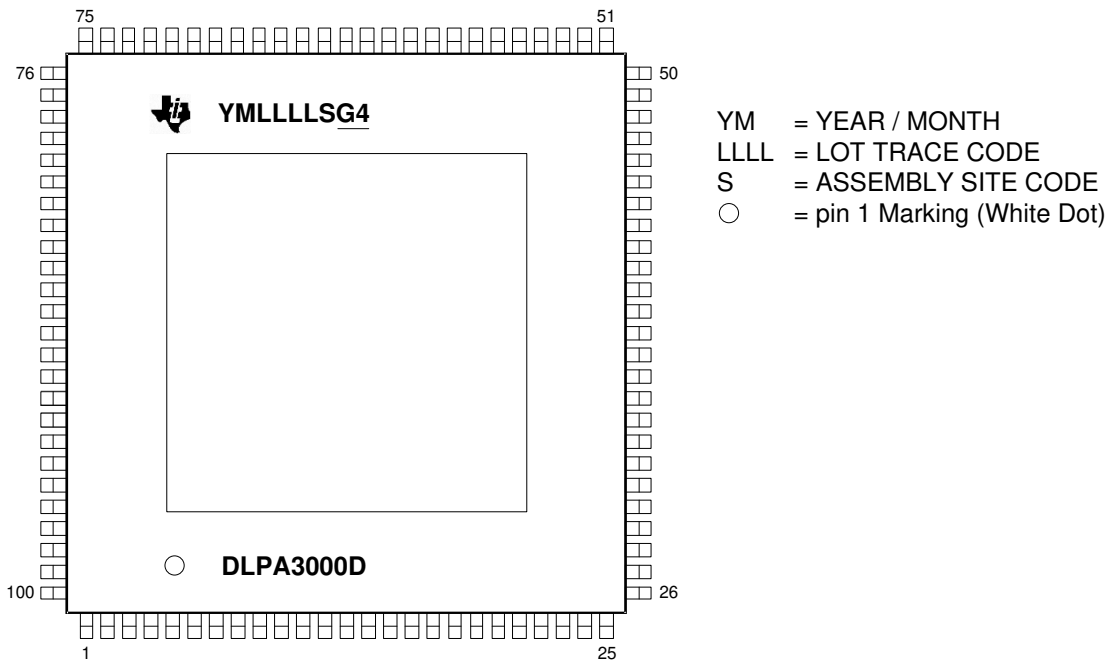 75 51
76 50
YMLLLLSG4
YM = YEAR / MONTH
LLLL = LOT TRACE CODE
S = ASSEMBLY SITE CODE
○ = pin 1 Marking (White Dot)
DLPA3000D
100 26
1 25